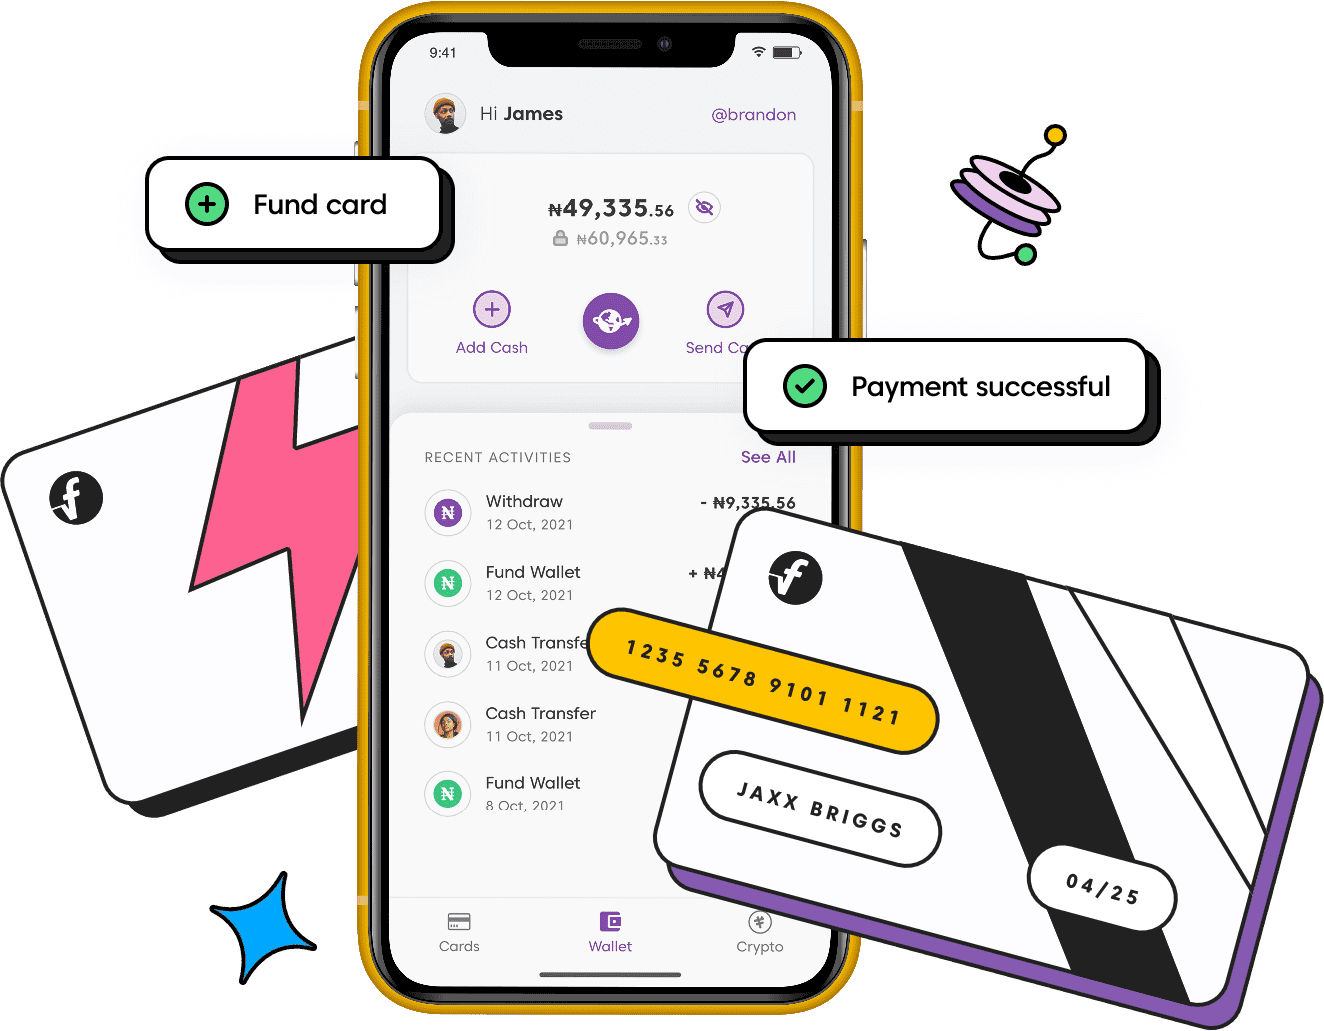 9:41
Hi James
@brandon
Fund card
₦49,335.56
₦60,965.33
Add Cash
Send
Payment successful
RECENT ACTIVITIES
See All
Withdraw
- ₦9,335.56
12 Oct, 2021
Fund Wallet
+ ₦4
12 Oct, 2021
Cash
11 Oct, 2021
Cash Transfer
11 Oct, 2021
Fund Wallet
8 Oct, 2021
1235 5678 9101 1121
JAXX BRIGGS
04/25
Cards
Wallet
Crypto